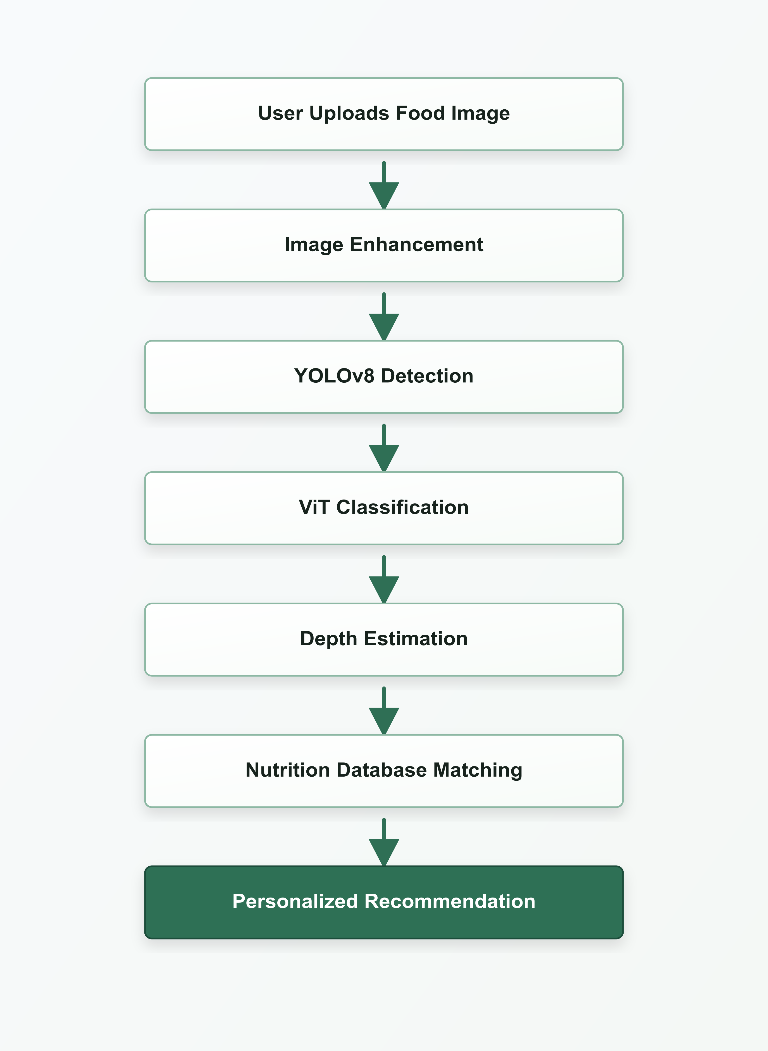 User Uploads Food Image
Image Enhancement
YOLOv8 Detection
ViT Classification
Depth Estimation
Nutrition Database Matching
Personalized Recommendation